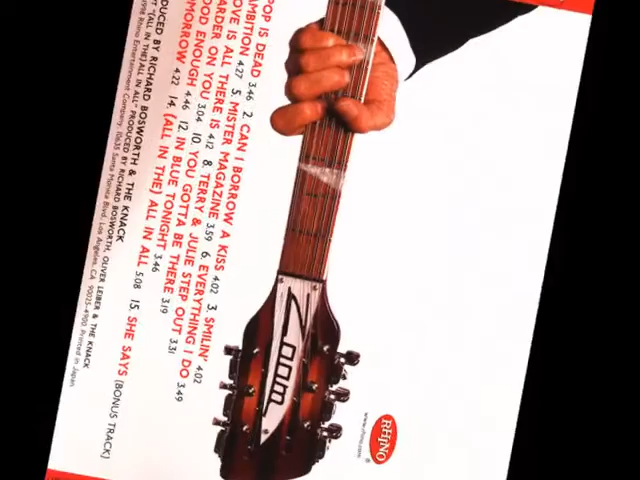 POP IS DEAD 3:46 2. CAN I BORROW A KISS 4:02 3. SMILIN'
AMBITION 4:27 5. MISTER MAGAZINE 3:59 6. EVERYTHING I DO 4:02
LOVE IS ALL THERE IS 4:12 8. TERRY & JULIE STEP OUT 3:49
HARDER ON YOU 3:04 10. YOU GOTTA BE THERE 3:31
GOOD ENOUGH 4:46 12. IN BLUE TONIGHT 3:19
TOMORROW 4:22 14. (ALL IN THE) ALL IN ALL 5:08 15. SHE SAYS (BONUS TRACK)
PRODUCED BY RICHARD BOSWORTH & THE KNACK
"(ALL IN THE) ALL IN ALL" PRODUCED BY RICHARD BOSWORTH, OLIVER LEIBER & THE KNACK
1998 Rhino Entertainment Company, 10635 Santa Monica Blvd, Los Angeles, CA 90025-4900. Printed in Japan
Zoom
RHINO
®